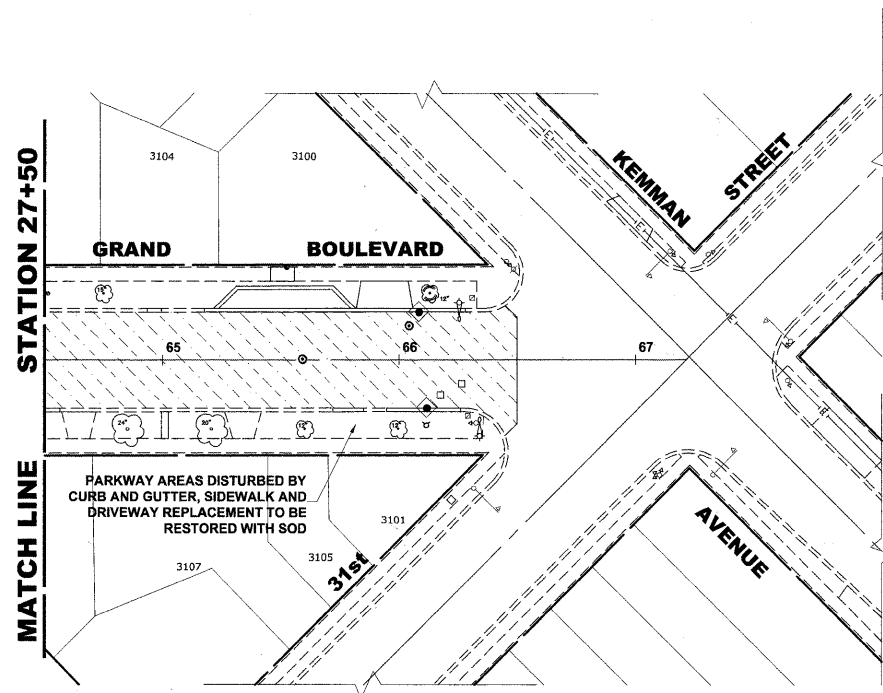 3104
3100
KEMMAN
STREET
GRAND BOULEVARD
STATION 27+50
12"
65
66
67
24"
20"
12"
12"
PARKWAY AREAS DISTURBED BY
CURB AND GUTTER, SIDEWALK AND
DRIVEWAY REPLACEMENT TO BE
RESTORED WITH SOD
3101
3105
3107
31st
AVENUE
MATCH LINE